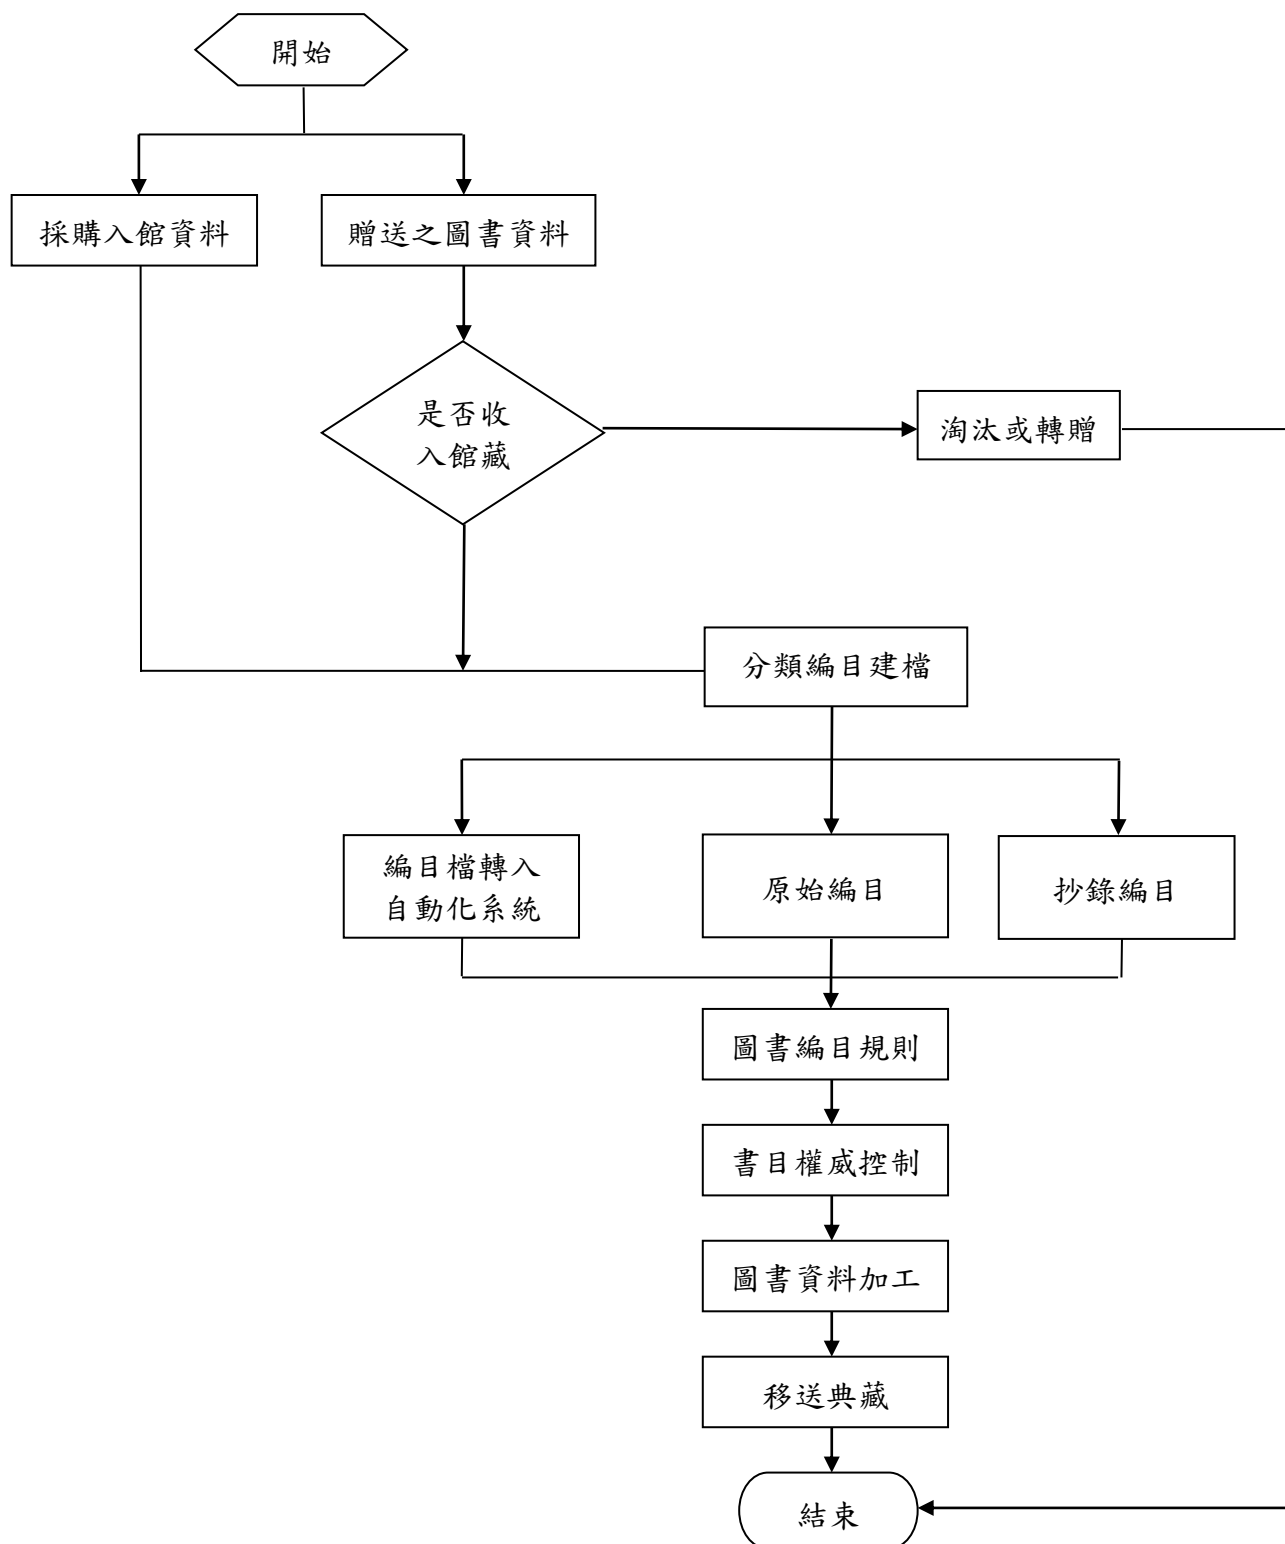 開始
採購入館資料
贈送之圖書資料
是否收
入館藏
淘汰或轉贈
分類編目建檔
編目檔轉入
自動化系統
原始編目
抄錄編目
圖書編目規則
書目權威控制
圖書資料加工
移送典藏
結束